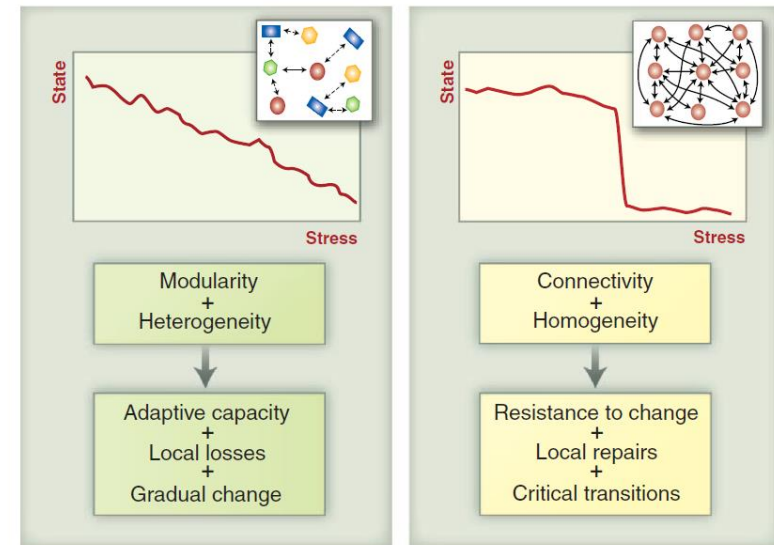 State
Stress
Modularity
+
Heterogeneity
Adaptive capacity
+
Local losses
+
Gradual change
State
Stress
Connectivity
+
Homogeneity
Resistance to change
+
Local repairs
+
Critical transitions